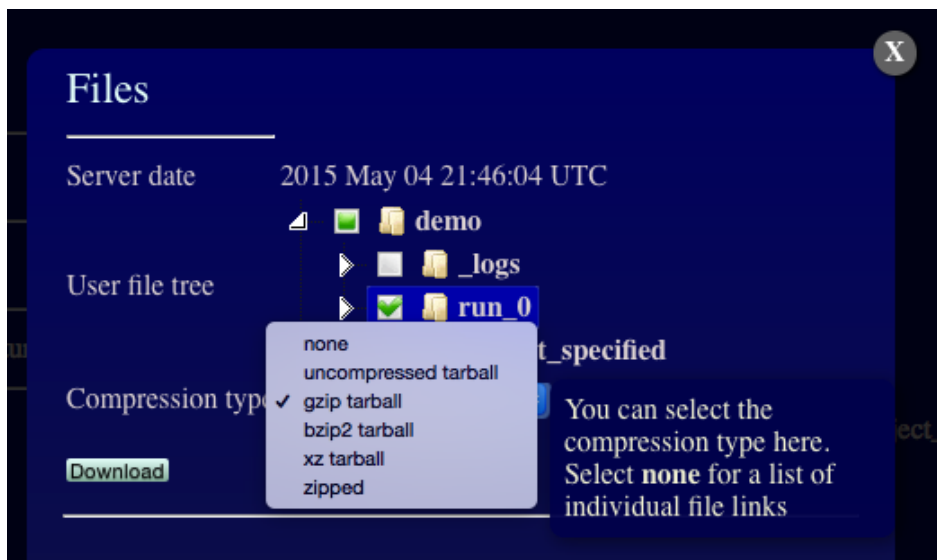 X
Files
Server date 2015 May 04 21:46:04 UTC
demo
_logs
User file tree
run_0
t_specified
Compression type
none
uncompressed tarball
✓ gzip tarball
bzip2 tarball
xz tarball
zipped
You can select the
compression type here.
Select none for a list of
individual file links
Download